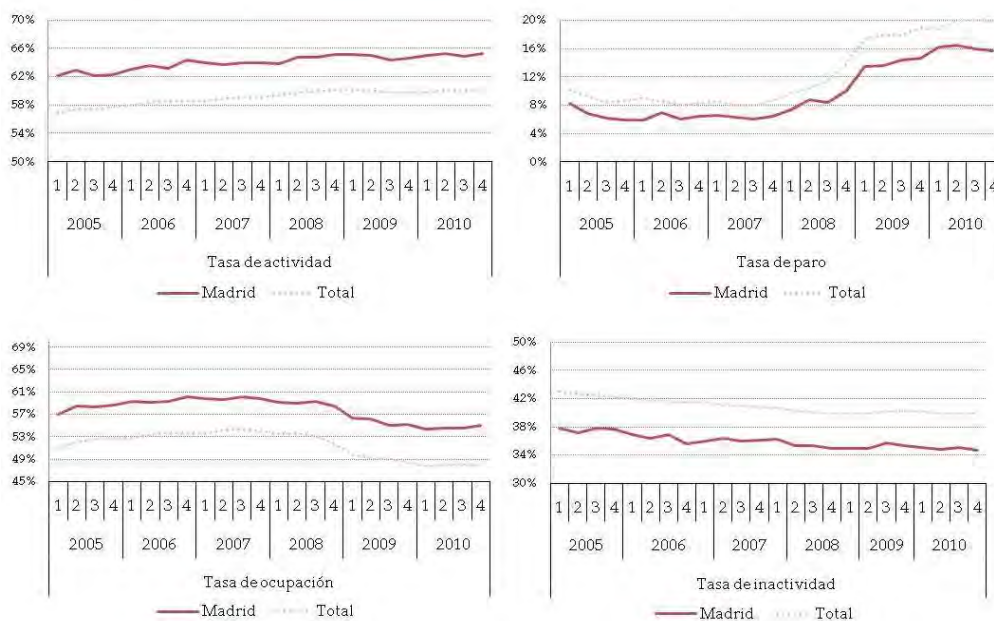 70%
66%
62%
58%
54%
50%
1 2 3 4 1 2 3 4 1 2 3 4 1 2 3 4 1 2 3 4 1 2 3 4
2005 2006 2007 2008 2009 2010
Tasa de actividad
Madrid Total
20%
16%
12%
8%
4%
0%
1 2 3 4 1 2 3 4 1 2 3 4 1 2 3 4 1 2 3 4 1 2 3 4
2005 2006 2007 2008 2009 2010
Tasa de paro
Madrid Total
69%
65%
61%
57%
53%
49%
45%
1 2 3 4 1 2 3 4 1 2 3 4 1 2 3 4 1 2 3 4 1 2 3 4
2005 2006 2007 2008 2009 2010
Tasa de ocupación
Madrid Total
50%
46%
42%
38%
34%
30%
1 2 3 4 1 2 3 4 1 2 3 4 1 2 3 4 1 2 3 4 1 2 3 4
2005 2006 2007 2008 2009 2010
Tasa de inactividad
Madrid Total